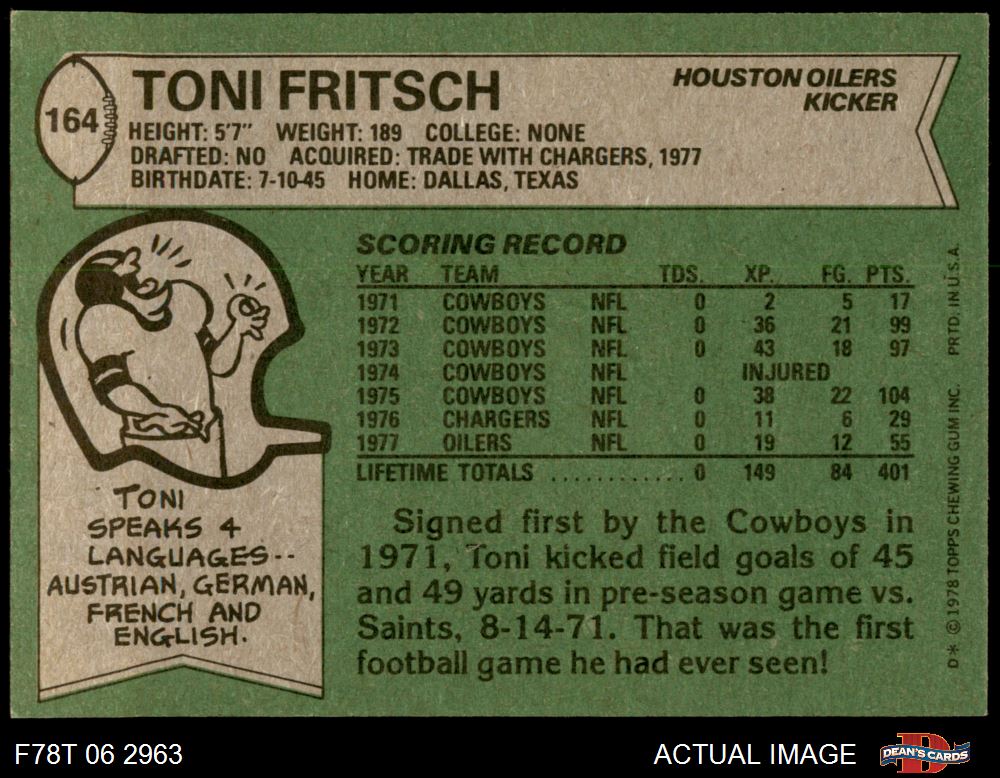 164
TONI FRITSCH
HOUSTON OILERS
KICKER
HEIGHT: 5'7" WEIGHT: 189 COLLEGE: NONE
DRAFTED: NO ACQUIRED: TRADE WITH CHARGERS, 1977
BIRTHDATE: 7-10-45 HOME: DALLAS, TEXAS
SCORING RECORD
YEAR TEAM TDS. XP. FG. PTS.
1971 COWBOYS NFL 0 2 5 17
1972 COWBOYS NFL 0 36 21 99
1973 COWBOYS NFL 0 43 18 97
1974 COWBOYS NFL INJURED
1975 COWBOYS NFL 0 38 22 104
1976 CHARGERS NFL 0 11 6 29
1977 OILERS NFL 0 19 12 55
LIFETIME TOTALS ............ 0 149 84 401
TONI
SPEAKS 4
LANGUAGES--
AUSTRIAN, GERMAN,
FRENCH AND
ENGLISH.
Signed first by the Cowboys in
1971, Toni kicked field goals of 45
and 49 yards in pre-season game vs.
Saints, 8-14-71. That was the first
football game he had ever seen!
D* © 1978 TOPPS CHEWING GUM INC. PRTD. IN U.S.A.
F78T 06 2963
ACTUAL IMAGE
D
DEAN'S CARDS